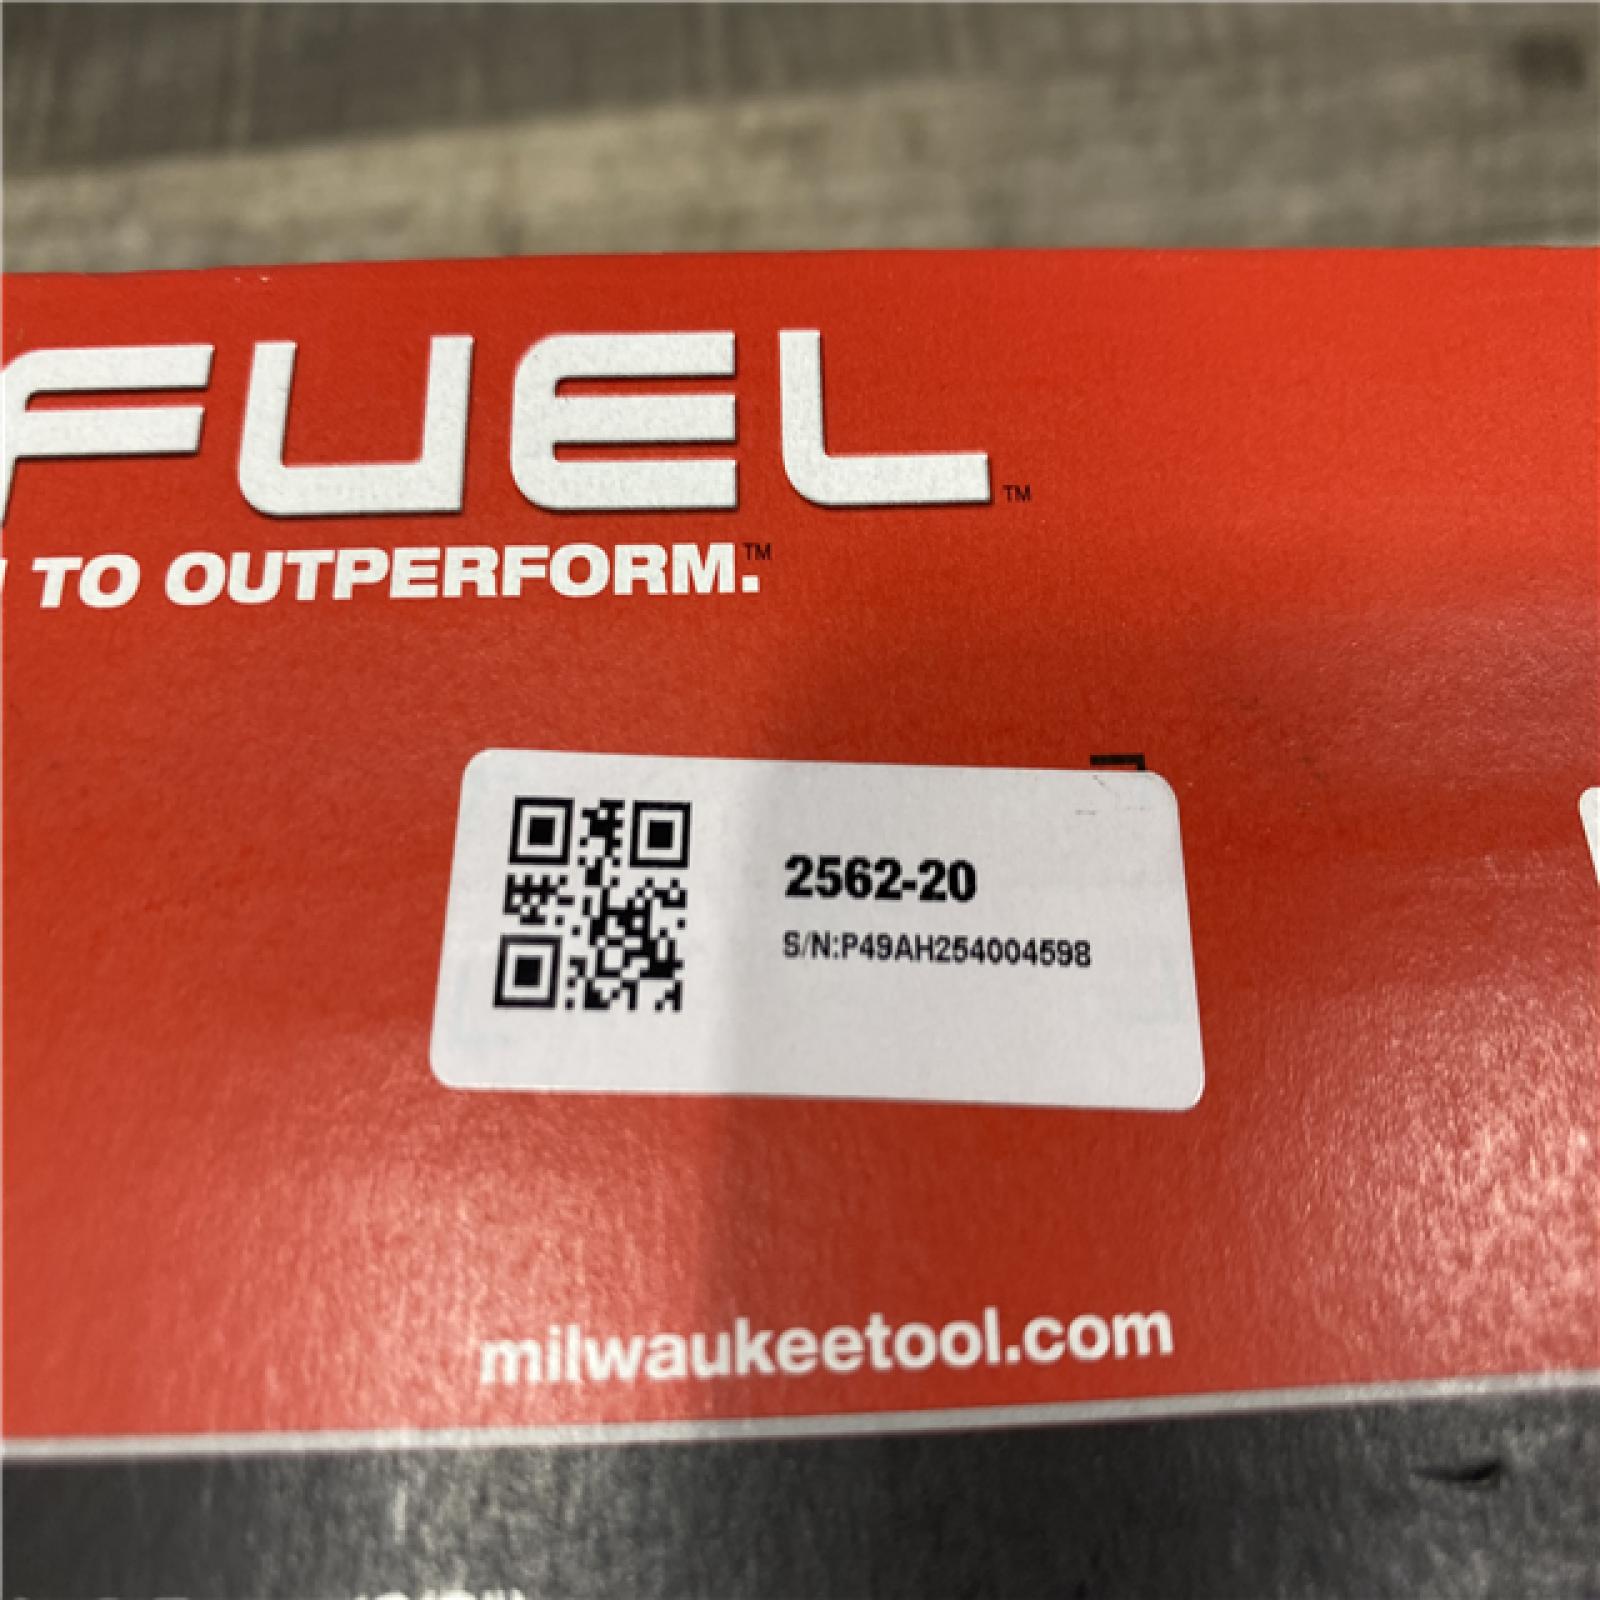 FUEL™
TO OUTPERFORM.™
2562-20
S/N:P49AH254004598
milwaukeetool.com